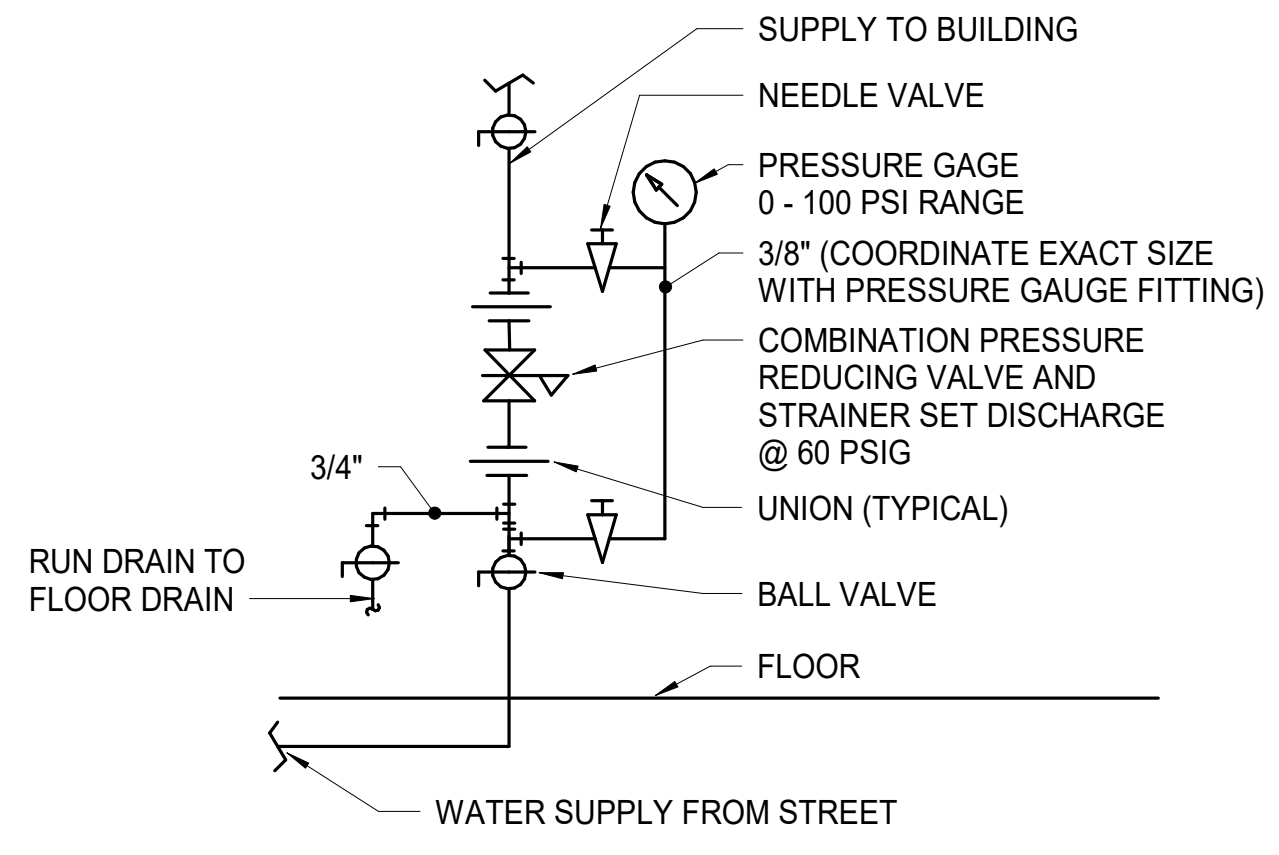 SUPPLY TO BUILDING
NEEDLE VALVE
PRESSURE GAGE
0 - 100 PSI RANGE
3/8" (COORDINATE EXACT SIZE
WITH PRESSURE GAUGE FITTING)
COMBINATION PRESSURE
REDUCING VALVE AND
STRAINER SET DISCHARGE
@ 60 PSIG
3/4"
UNION (TYPICAL)
RUN DRAIN TO
FLOOR DRAIN
BALL VALVE
FLOOR
WATER SUPPLY FROM STREET